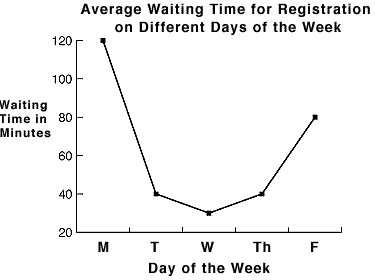 Average Waiting Time for Registration
on Different Days of the Week
120
100
80
60
40
20
Waiting
Time in
Minutes
M T W Th F
Day of the Week